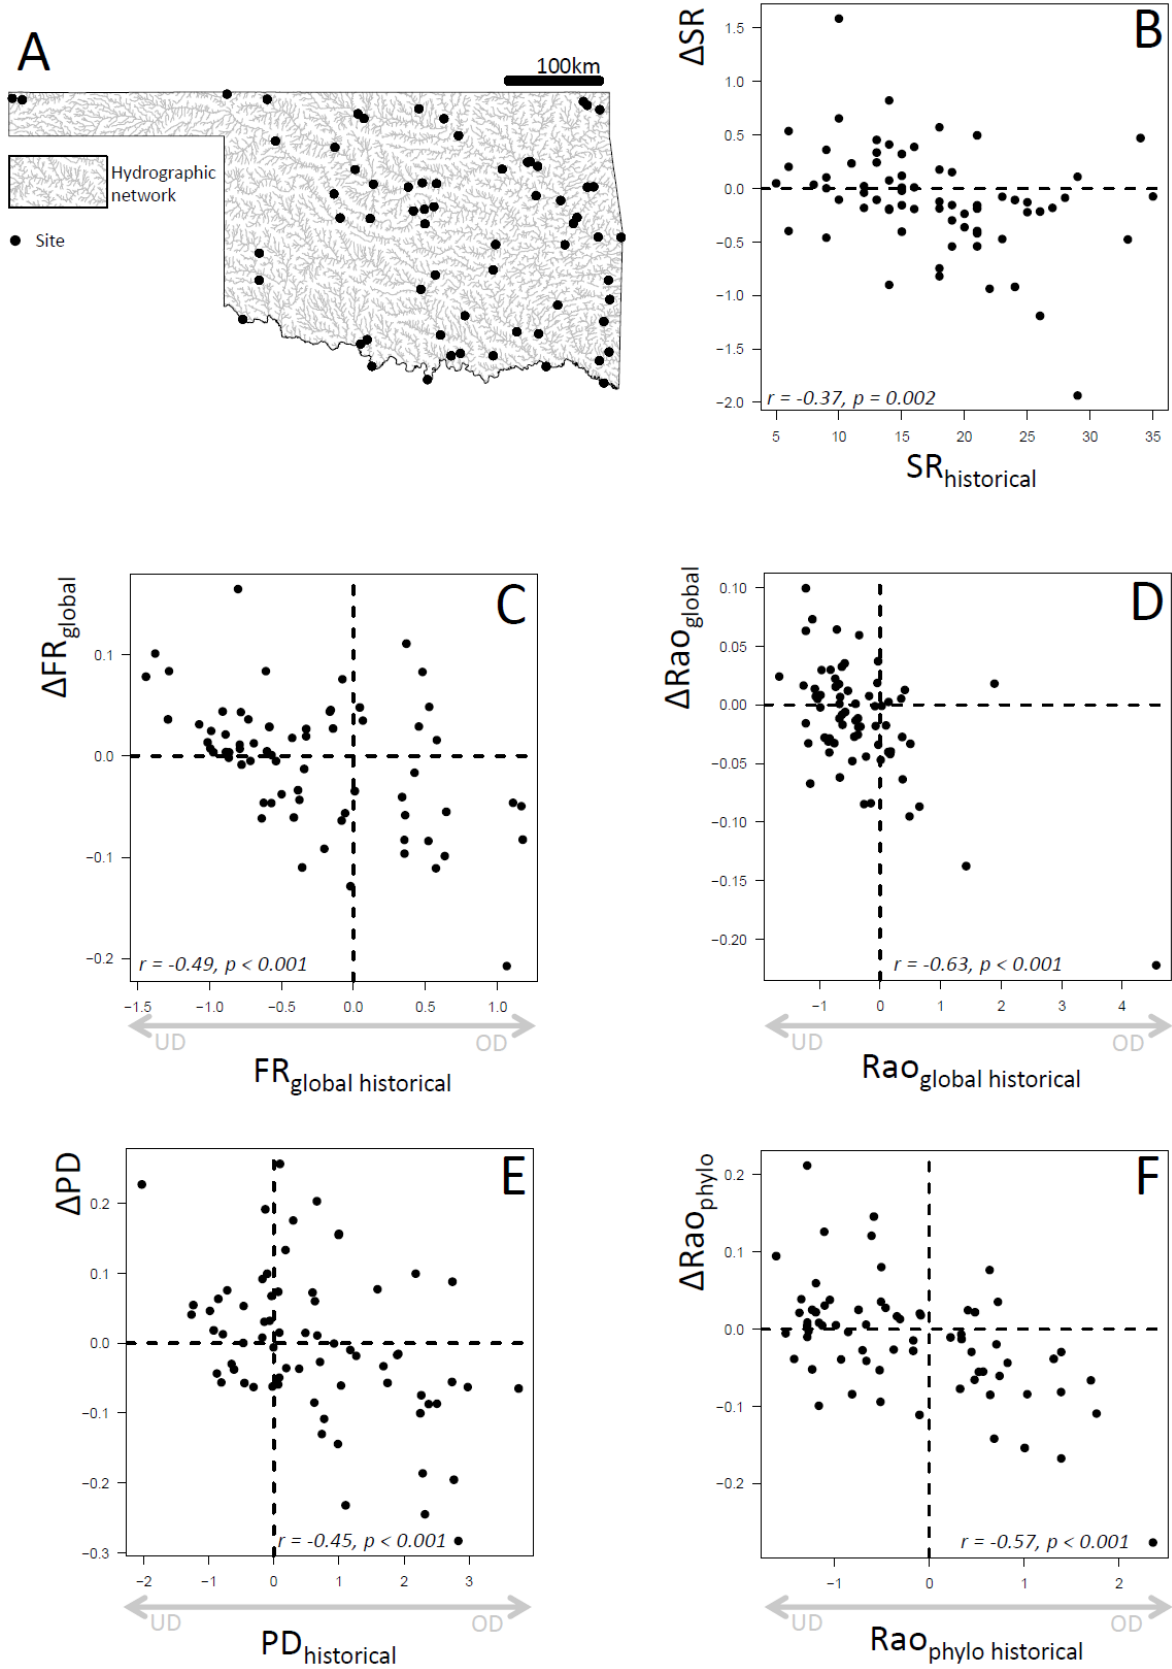 A
100km
Hydrographic
network
Site
B
ΔSR
1.5
1.0
0.5
0.0
−0.5
−1.0
−1.5
−2.0
r = -0.37, p = 0.002
5 10 15 20 25 30 35
SRhistorical
C
ΔFRglobal
0.1
0.0
−0.1
−0.2
r = -0.49, p < 0.001
−1.5 −1.0 −0.5 0.0 0.5 1.0
UD OD
FRglobal historical
D
ΔRaoglobal
0.10
0.05
0.00
−0.05
−0.10
−0.15
−0.20
r = -0.63, p < 0.001
−1 0 1 2 3 4
UD OD
Raoglobal historical
E
ΔPD
0.2
0.1
0.0
−0.1
−0.2
−0.3
r = -0.45, p < 0.001
−2 −1 0 1 2 3
UD OD
PDhistorical
F
ΔRaophylo
0.2
0.1
0.0
−0.1
−0.2
r = -0.57, p < 0.001
−1 0 1 2
UD OD
Raophylo historical